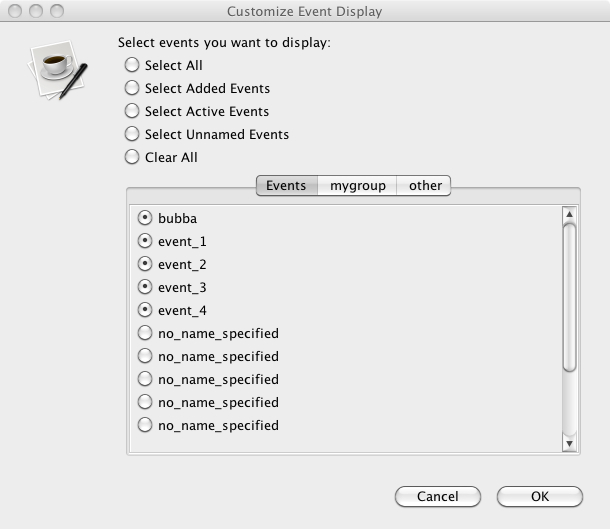 Customize Event Display
Select events you want to display:
Select All
Select Added Events
Select Active Events
Select Unnamed Events
Clear All
Events mygroup other
bubba
event_1
event_2
event_3
event_4
no_name_specified
no_name_specified
no_name_specified
no_name_specified
no_name_specified
Cancel OK